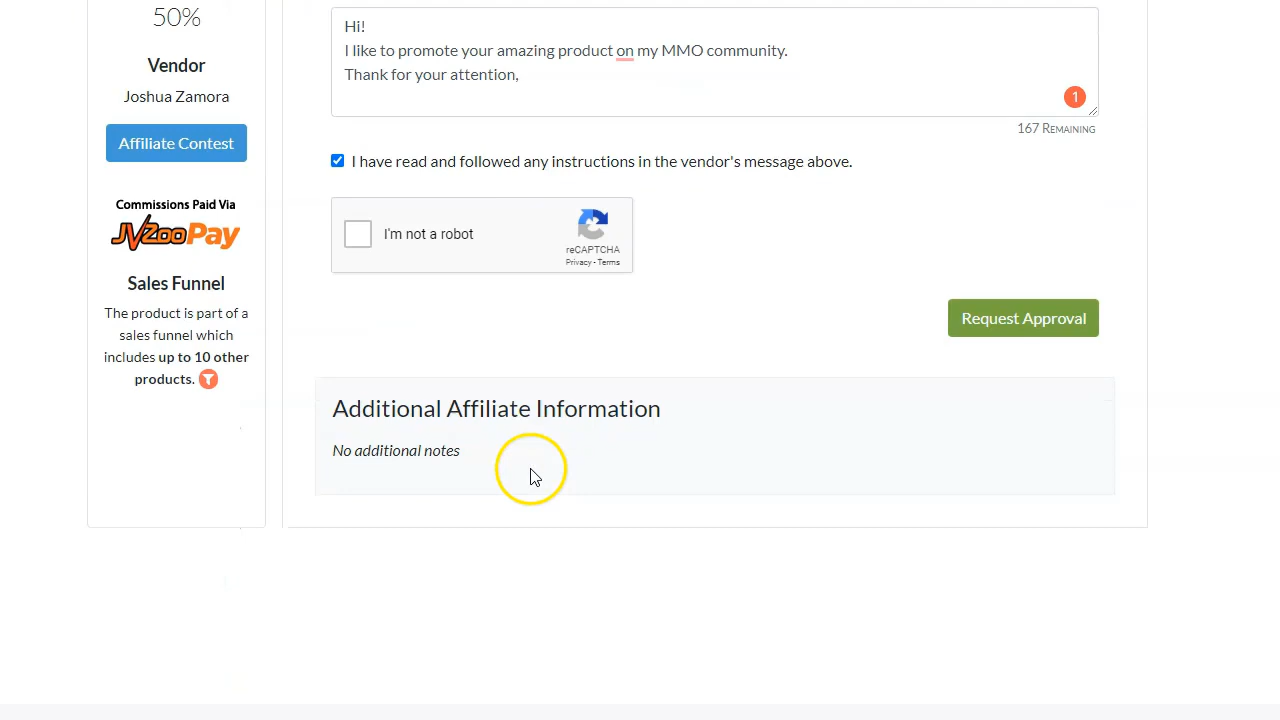 50%
Vendor
Joshua Zamora
Affiliate Contest
Commissions Paid Via
JVZooPay
Sales Funnel
The product is part of a
sales funnel which
includes up to 10 other
products.
Hi!
I like to promote your amazing product on my MMO community.
Thank for your attention,
1
167 Remaining
I have read and followed any instructions in the vendor's message above.
I'm not a robot
reCAPTCHA
Privacy - Terms
Request Approval
Additional Affiliate Information
No additional notes